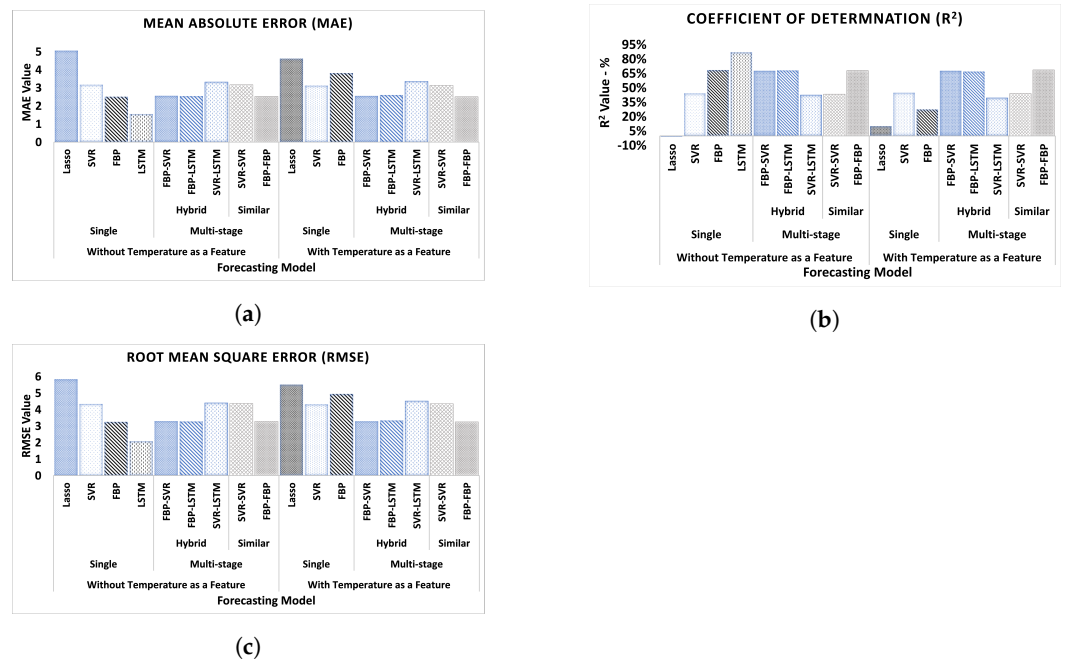 MEAN ABSOLUTE ERROR (MAE)
MAE Value
5
4
3
2
1
0
Lasso
SVR
FBP
LSTM
FBP-SVR
FBP-LSTM
SVR-LSTM
SVR-SVR
FBP-FBP
Lasso
SVR
FBP
FBP-SVR
FBP-LSTM
SVR-LSTM
SVR-SVR
FBP-FBP
Hybrid Similar Hybrid Similar
Single Multi-stage Single Multi-stage
Without Temperature as a Feature With Temperature as a Feature
Forecasting Model
(a)
COEFFICIENT OF DETERMNATION (R²)
R² Value - %
95%
80%
65%
50%
35%
20%
5%
-10%
Lasso
SVR
FBP
LSTM
FBP-SVR
FBP-LSTM
SVR-LSTM
SVR-SVR
FBP-FBP
Lasso
SVR
FBP
FBP-SVR
FBP-LSTM
SVR-LSTM
SVR-SVR
FBP-FBP
Hybrid Similar Hybrid Similar
Single Multi-stage Single Multi-stage
Without Temperature as a Feature With Temperature as a Feature
Forecasting Model
(b)
ROOT MEAN SQUARE ERROR (RMSE)
RMSE Value
6
5
4
3
2
1
0
Lasso
SVR
FBP
LSTM
FBP-SVR
FBP-LSTM
SVR-LSTM
SVR-SVR
FBP-FBP
Lasso
SVR
FBP
FBP-SVR
FBP-LSTM
SVR-LSTM
SVR-SVR
FBP-FBP
Hybrid Similar Hybrid Similar
Single Multi-stage Single Multi-stage
Without Temperature as a Feature With Temperature as a Feature
Forecasting Model
(c)